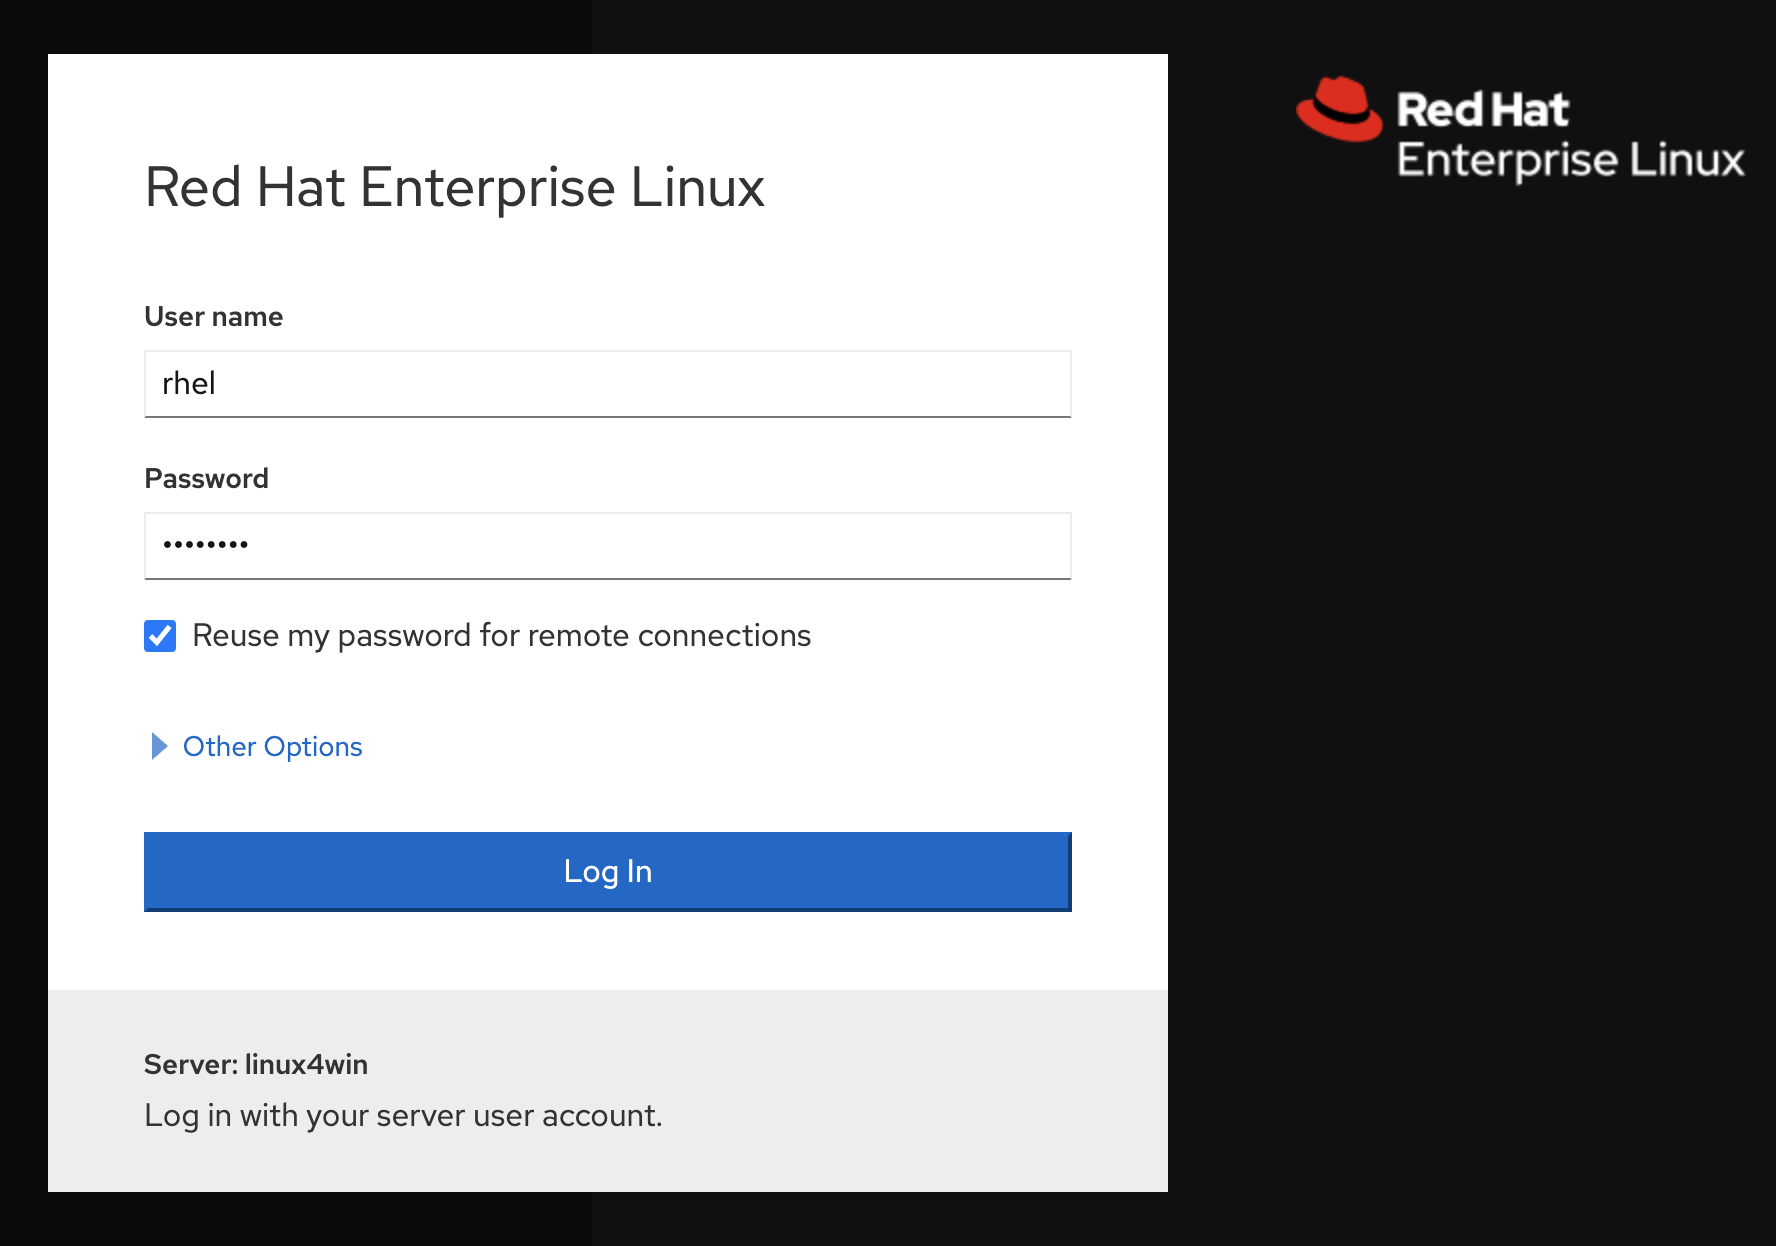 Red Hat Enterprise Linux
User name
rhel
Password
••••••••
Reuse my password for remote connections
Other Options
Log In
Server: linux4win
Log in with your server user account.
Red Hat
Enterprise Linux